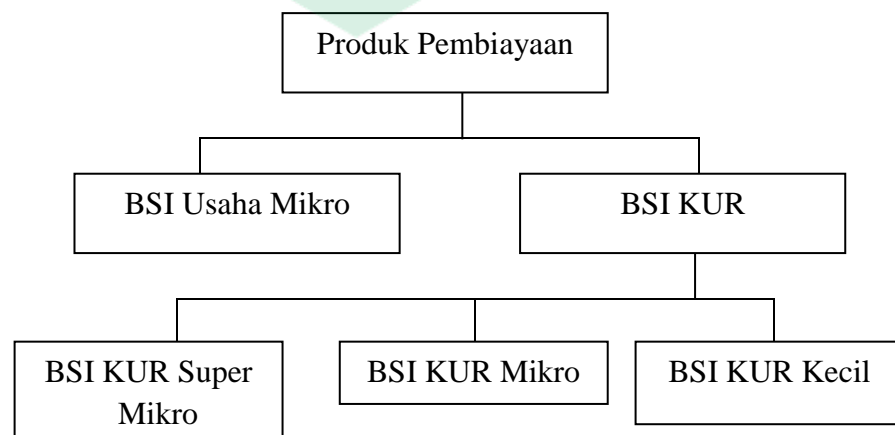 Produk Pembiayaan
BSI Usaha Mikro
BSI KUR
BSI KUR Super
Mikro
BSI KUR Mikro
BSI KUR Kecil